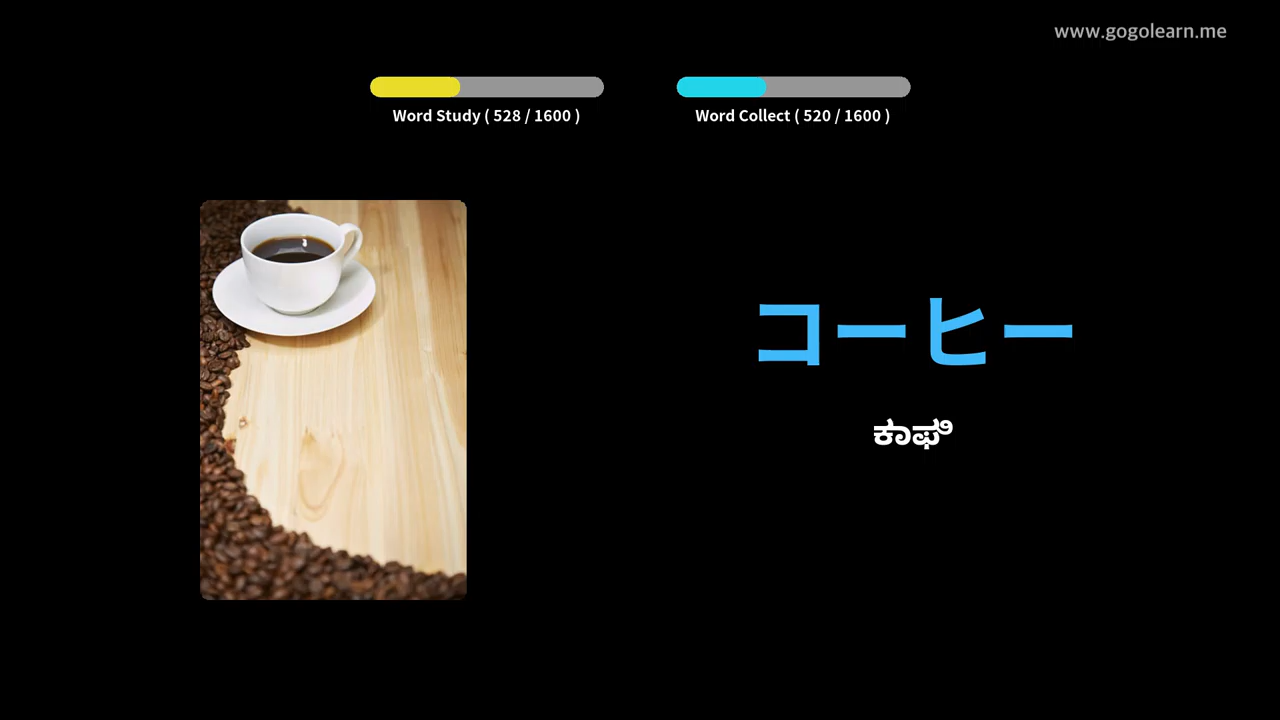 www.gogolearn.me
Word Study ( 528 / 1600 )
Word Collect ( 520 / 1600 )
コーヒー
ಕಾಫಿ